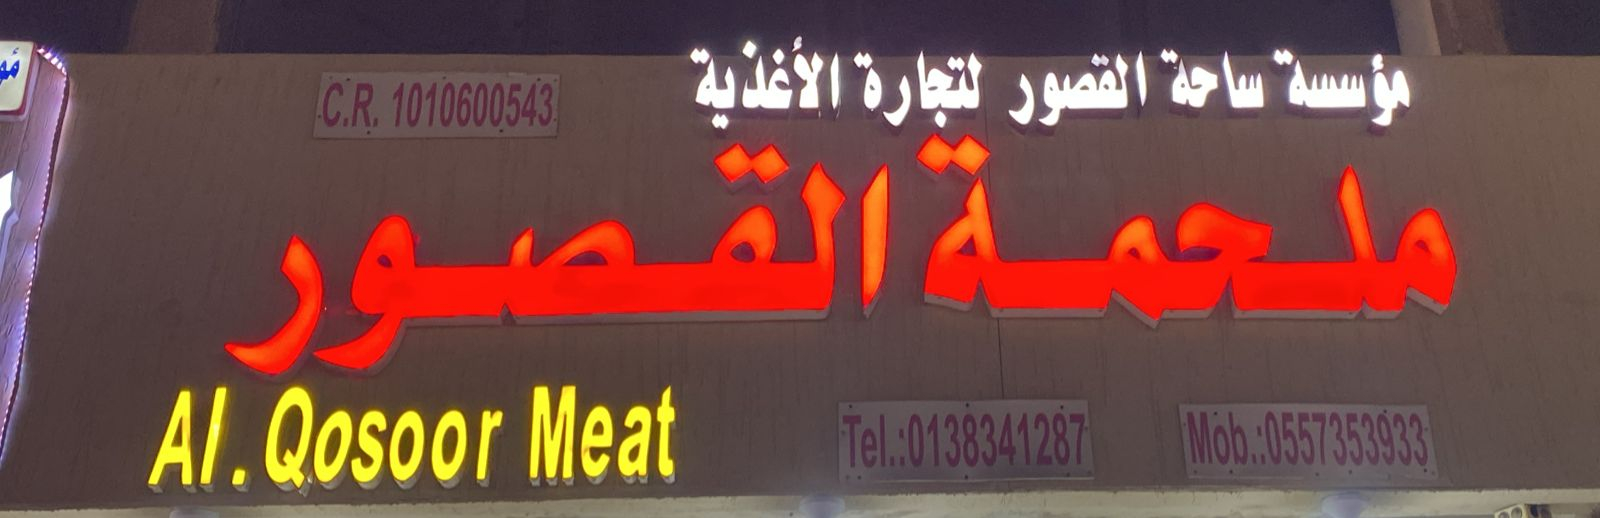 مؤسسة ساحة القصور لتجارة الأغذية
C.R. 1010600543
ملحمة القصور
Al. Qosoor Meat
Tel.:0138341287
Mob.:0557353933